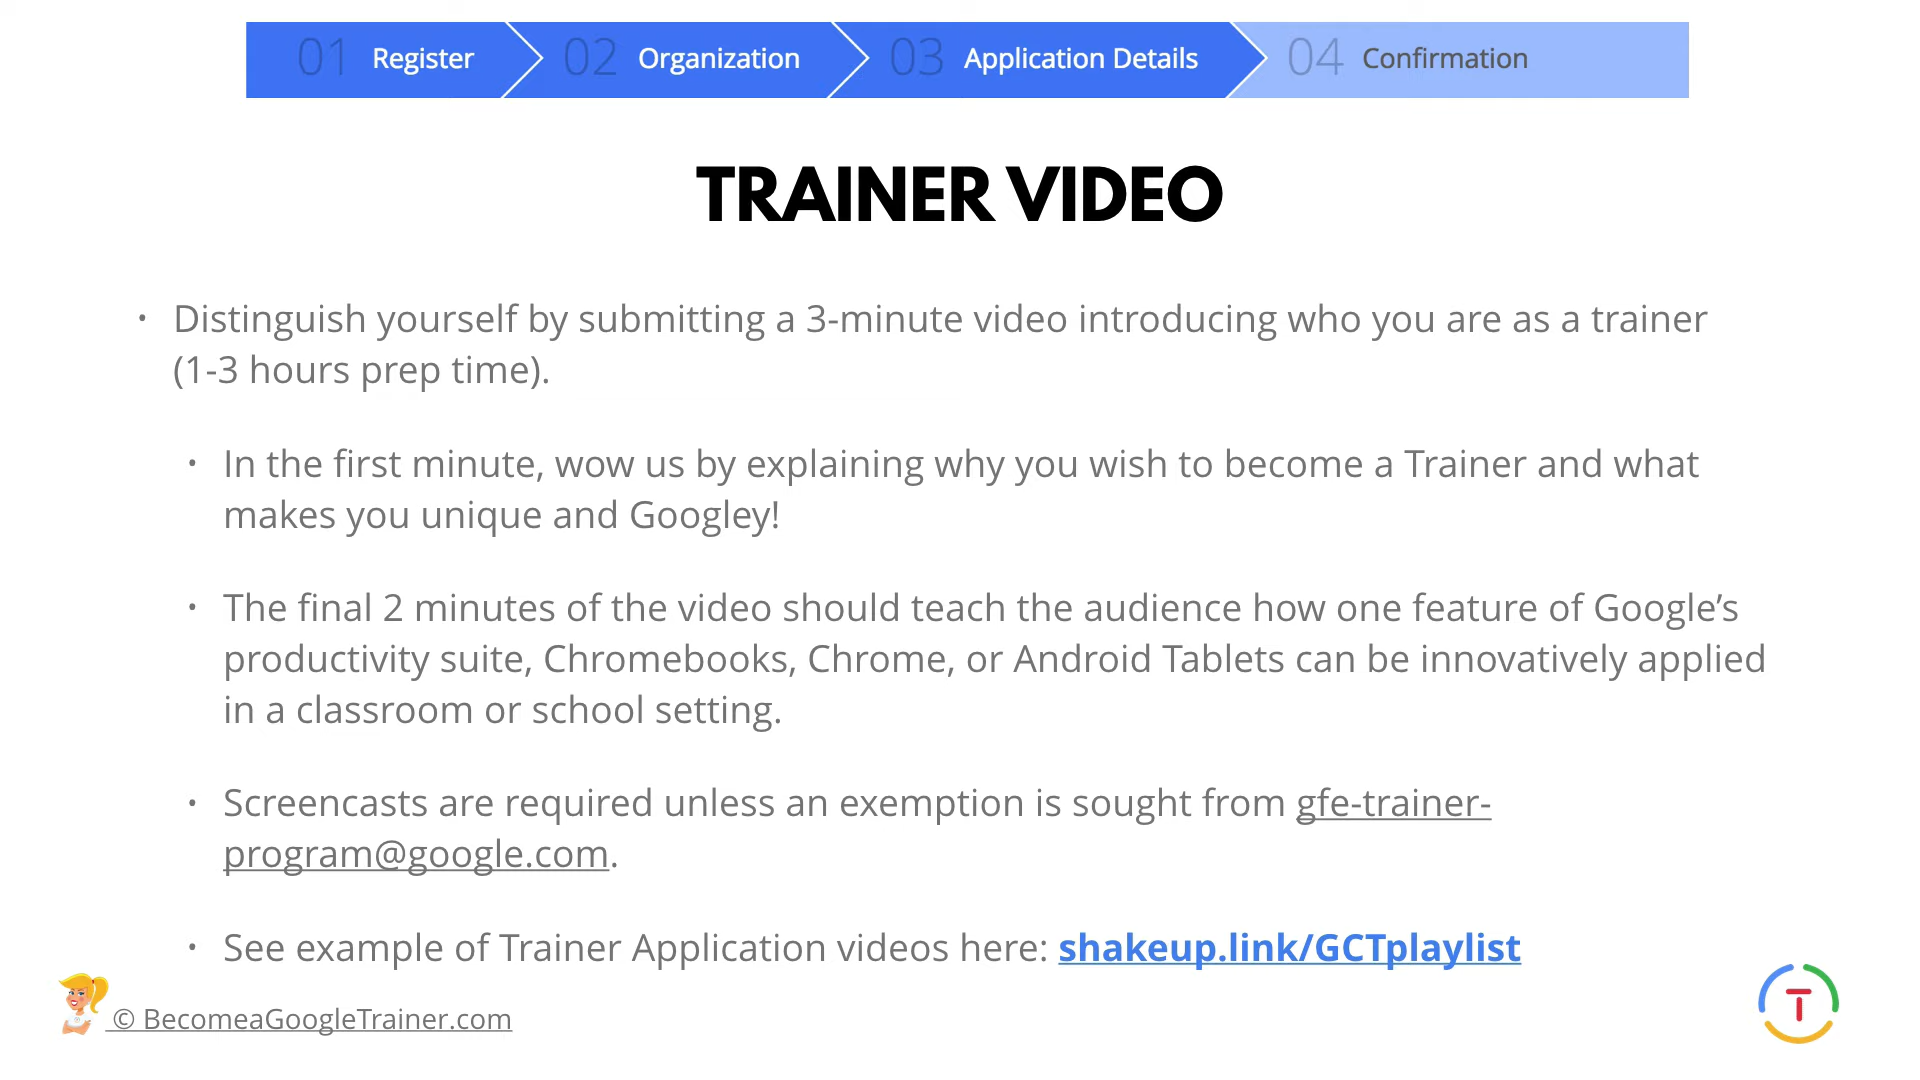 01 Register 02 Organization 03 Application Details 04 Confirmation
TRAINER VIDEO
• Distinguish yourself by submitting a 3-minute video introducing who you are as a trainer
(1-3 hours prep time).
• In the first minute, wow us by explaining why you wish to become a Trainer and what
makes you unique and Googley!
• The final 2 minutes of the video should teach the audience how one feature of Google’s
productivity suite, Chromebooks, Chrome, or Android Tablets can be innovatively applied
in a classroom or school setting.
• Screencasts are required unless an exemption is sought from gfe-trainer-
program@google.com.
• See example of Trainer Application videos here: shakeup.link/GCTplaylist
© BecomeaGoogleTrainer.com
T